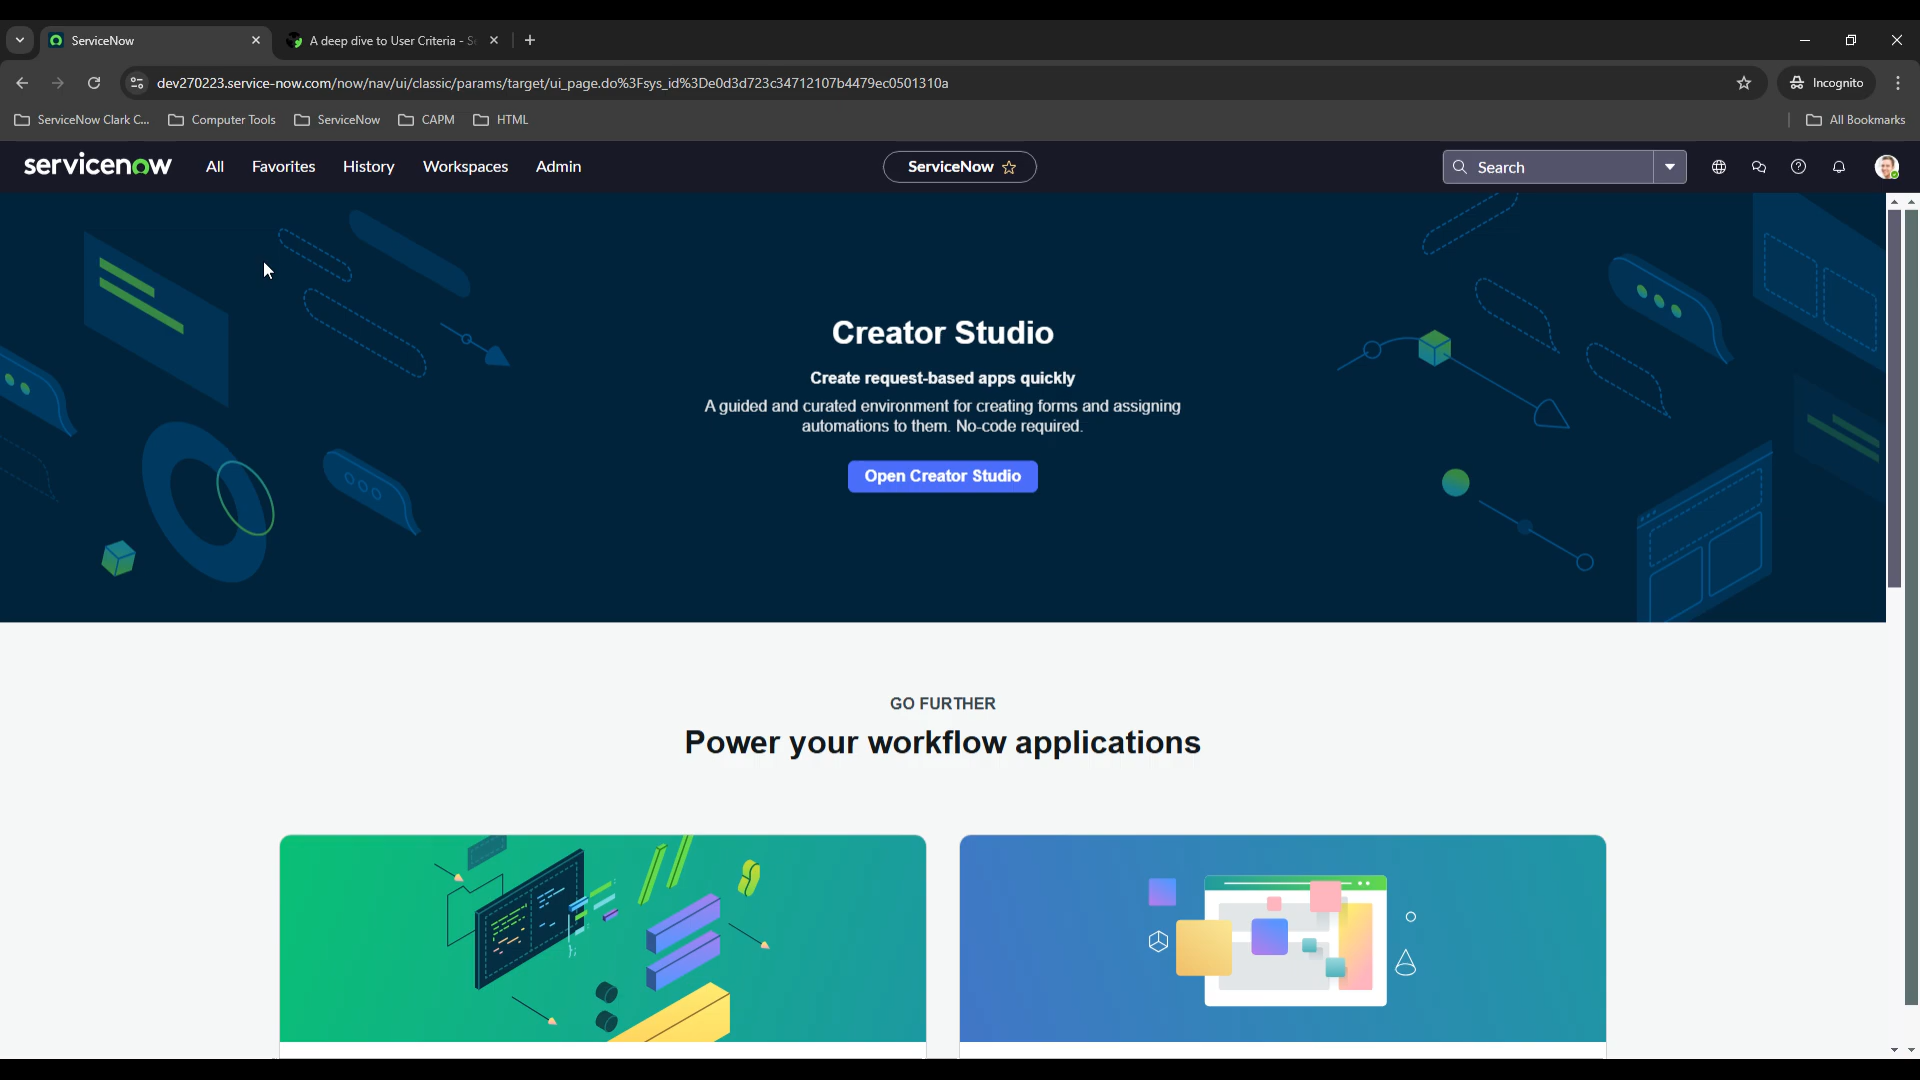 ServiceNow
A deep dive to User Criteria - S
dev270223.service-now.com/now/nav/ui/classic/params/target/ui_page.do%3Fsys_id%3De0d3d723c34712107b4479ec0501310a
Incognito
ServiceNow Clark C...
Computer Tools
ServiceNow
CAPM
HTML
All Bookmarks
servicenow
All
Favorites
History
Workspaces
Admin
ServiceNow
Search
Creator Studio
Create request-based apps quickly
A guided and curated environment for creating forms and assigning
automations to them. No-code required.
Open Creator Studio
GO FURTHER
Power your workflow applications